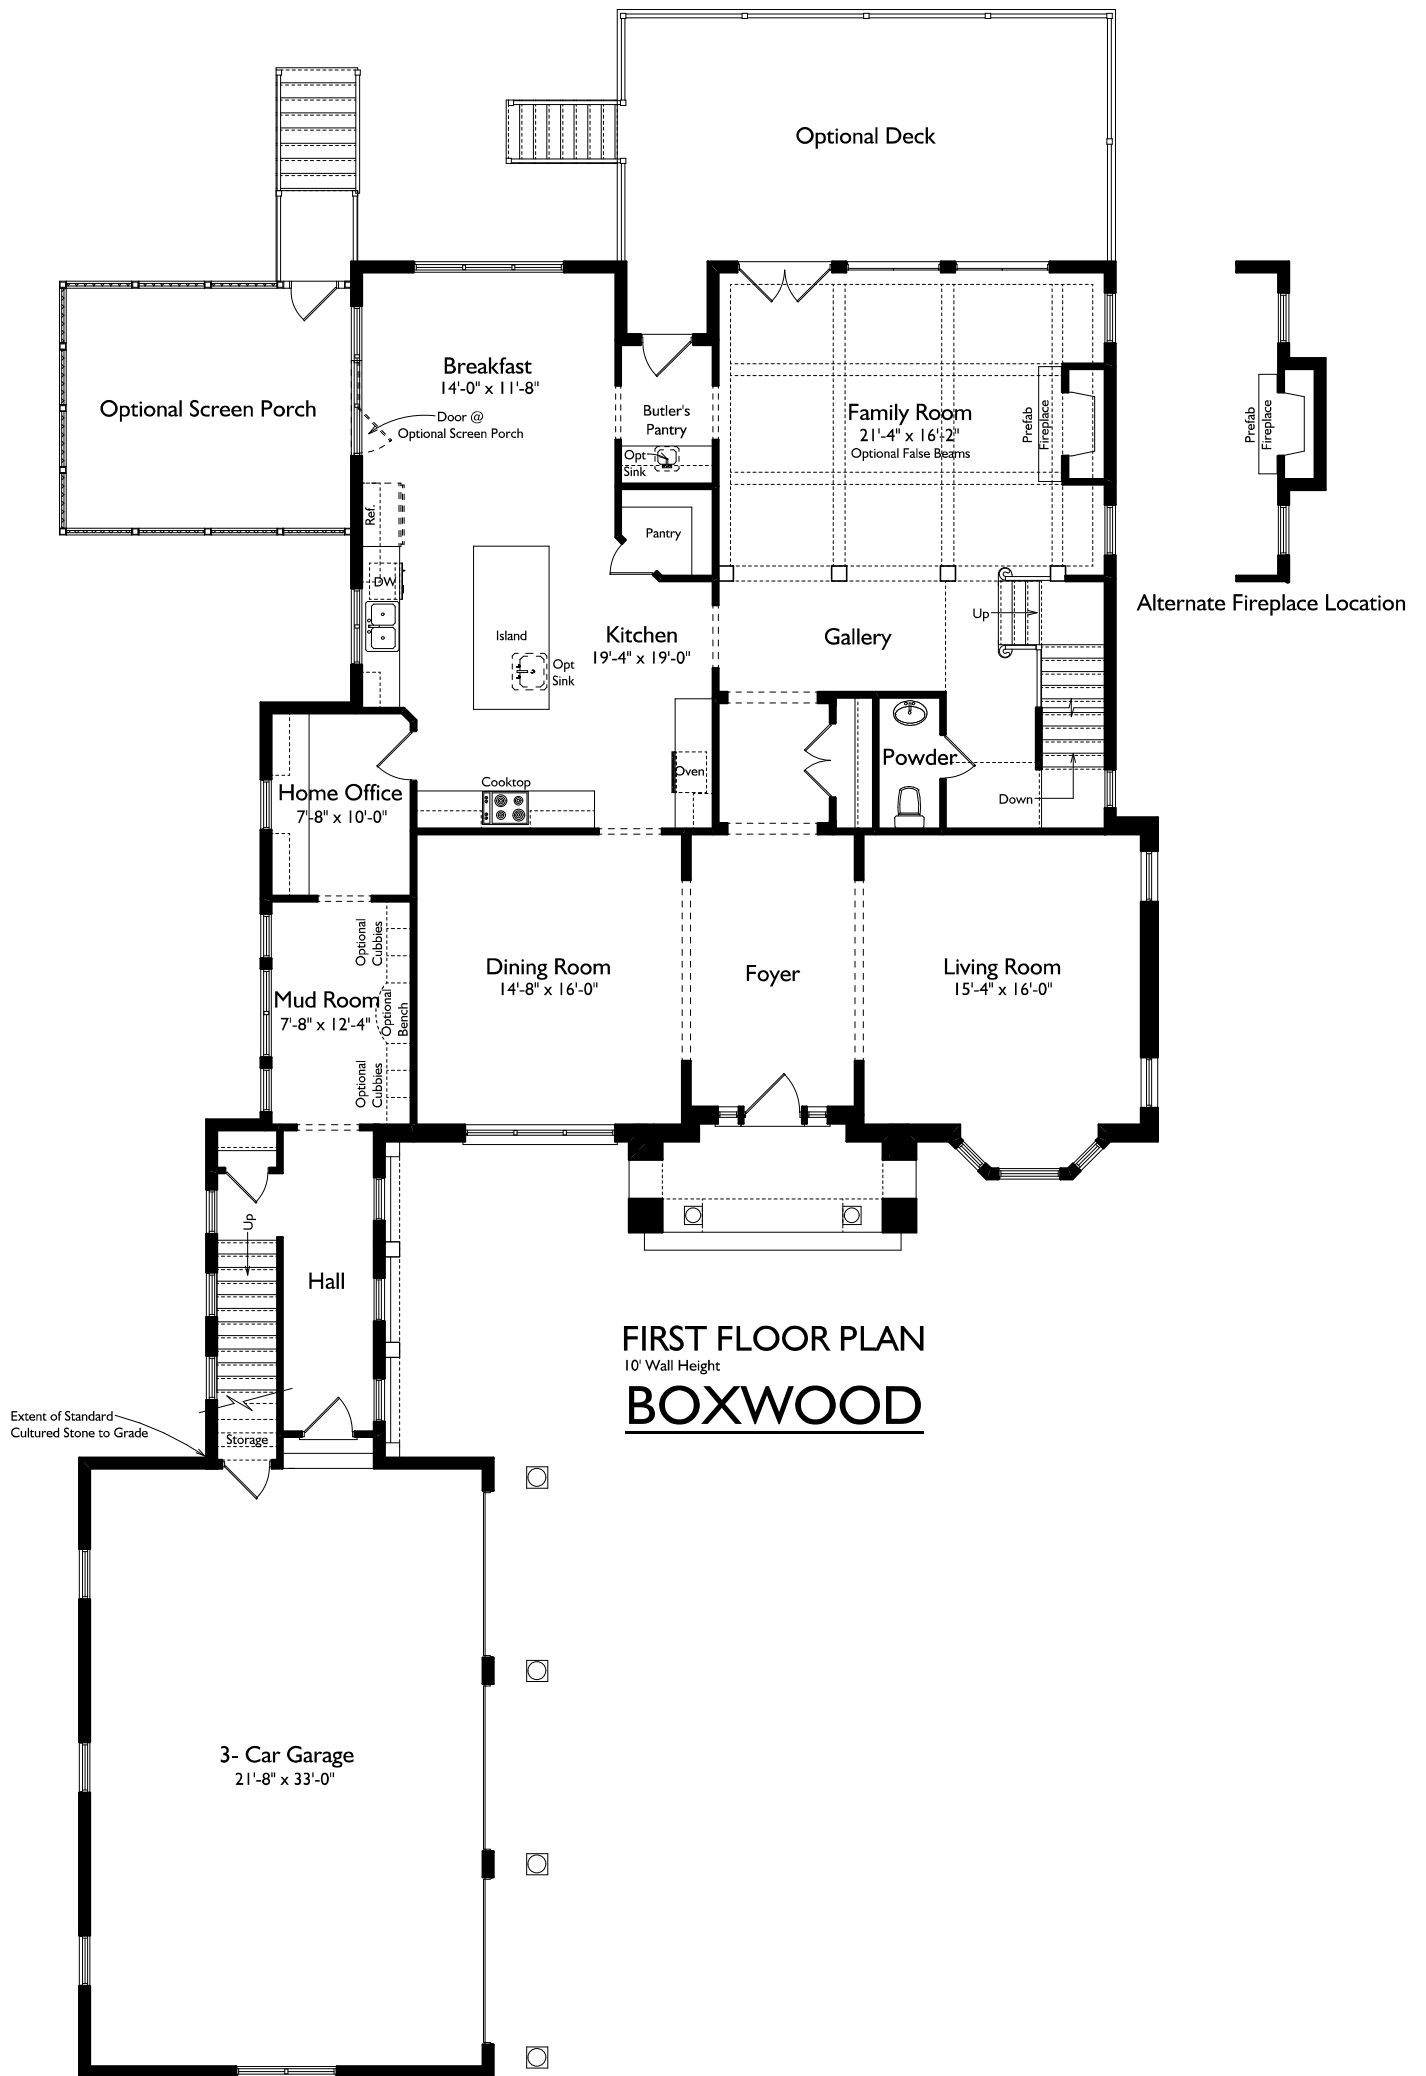 Optional Deck
Breakfast
14'-0" x 11'-8"
Optional Screen Porch
Door @
Optional Screen Porch
Butler's
Pantry
Opt
Sink
Family Room
21'-4" x 16'-2"
Optional False Beams
Prefab
Fireplace
Prefab
Fireplace
Alternate Fireplace Location
Ref.
Pantry
DW
Up
Island
Kitchen
19'-4" x 19'-0"
Opt
Sink
Gallery
Powder
Oven
Cooktop
Down
Home Office
7'-8" x 10'-0"
Optional
Cubbies
Mud Room
7'-8" x 12'-4"
Optional
Bench
Optional
Cubbies
Dining Room
14'-8" x 16'-0"
Foyer
Living Room
15'-4" x 16'-0"
Up
Hall
FIRST FLOOR PLAN
10' Wall Height
BOXWOOD
Extent of Standard
Cultured Stone to Grade
Storage
3- Car Garage
21'-8" x 33'-0"